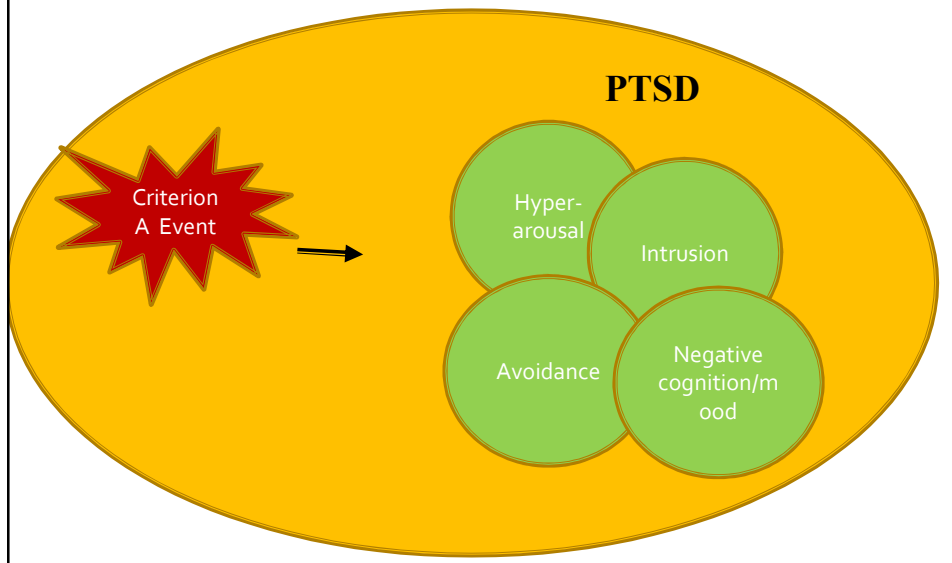 PTSD
Criterion
A Event
Hyper-
arousal
Intrusion
Avoidance
Negative
cognition/m
ood